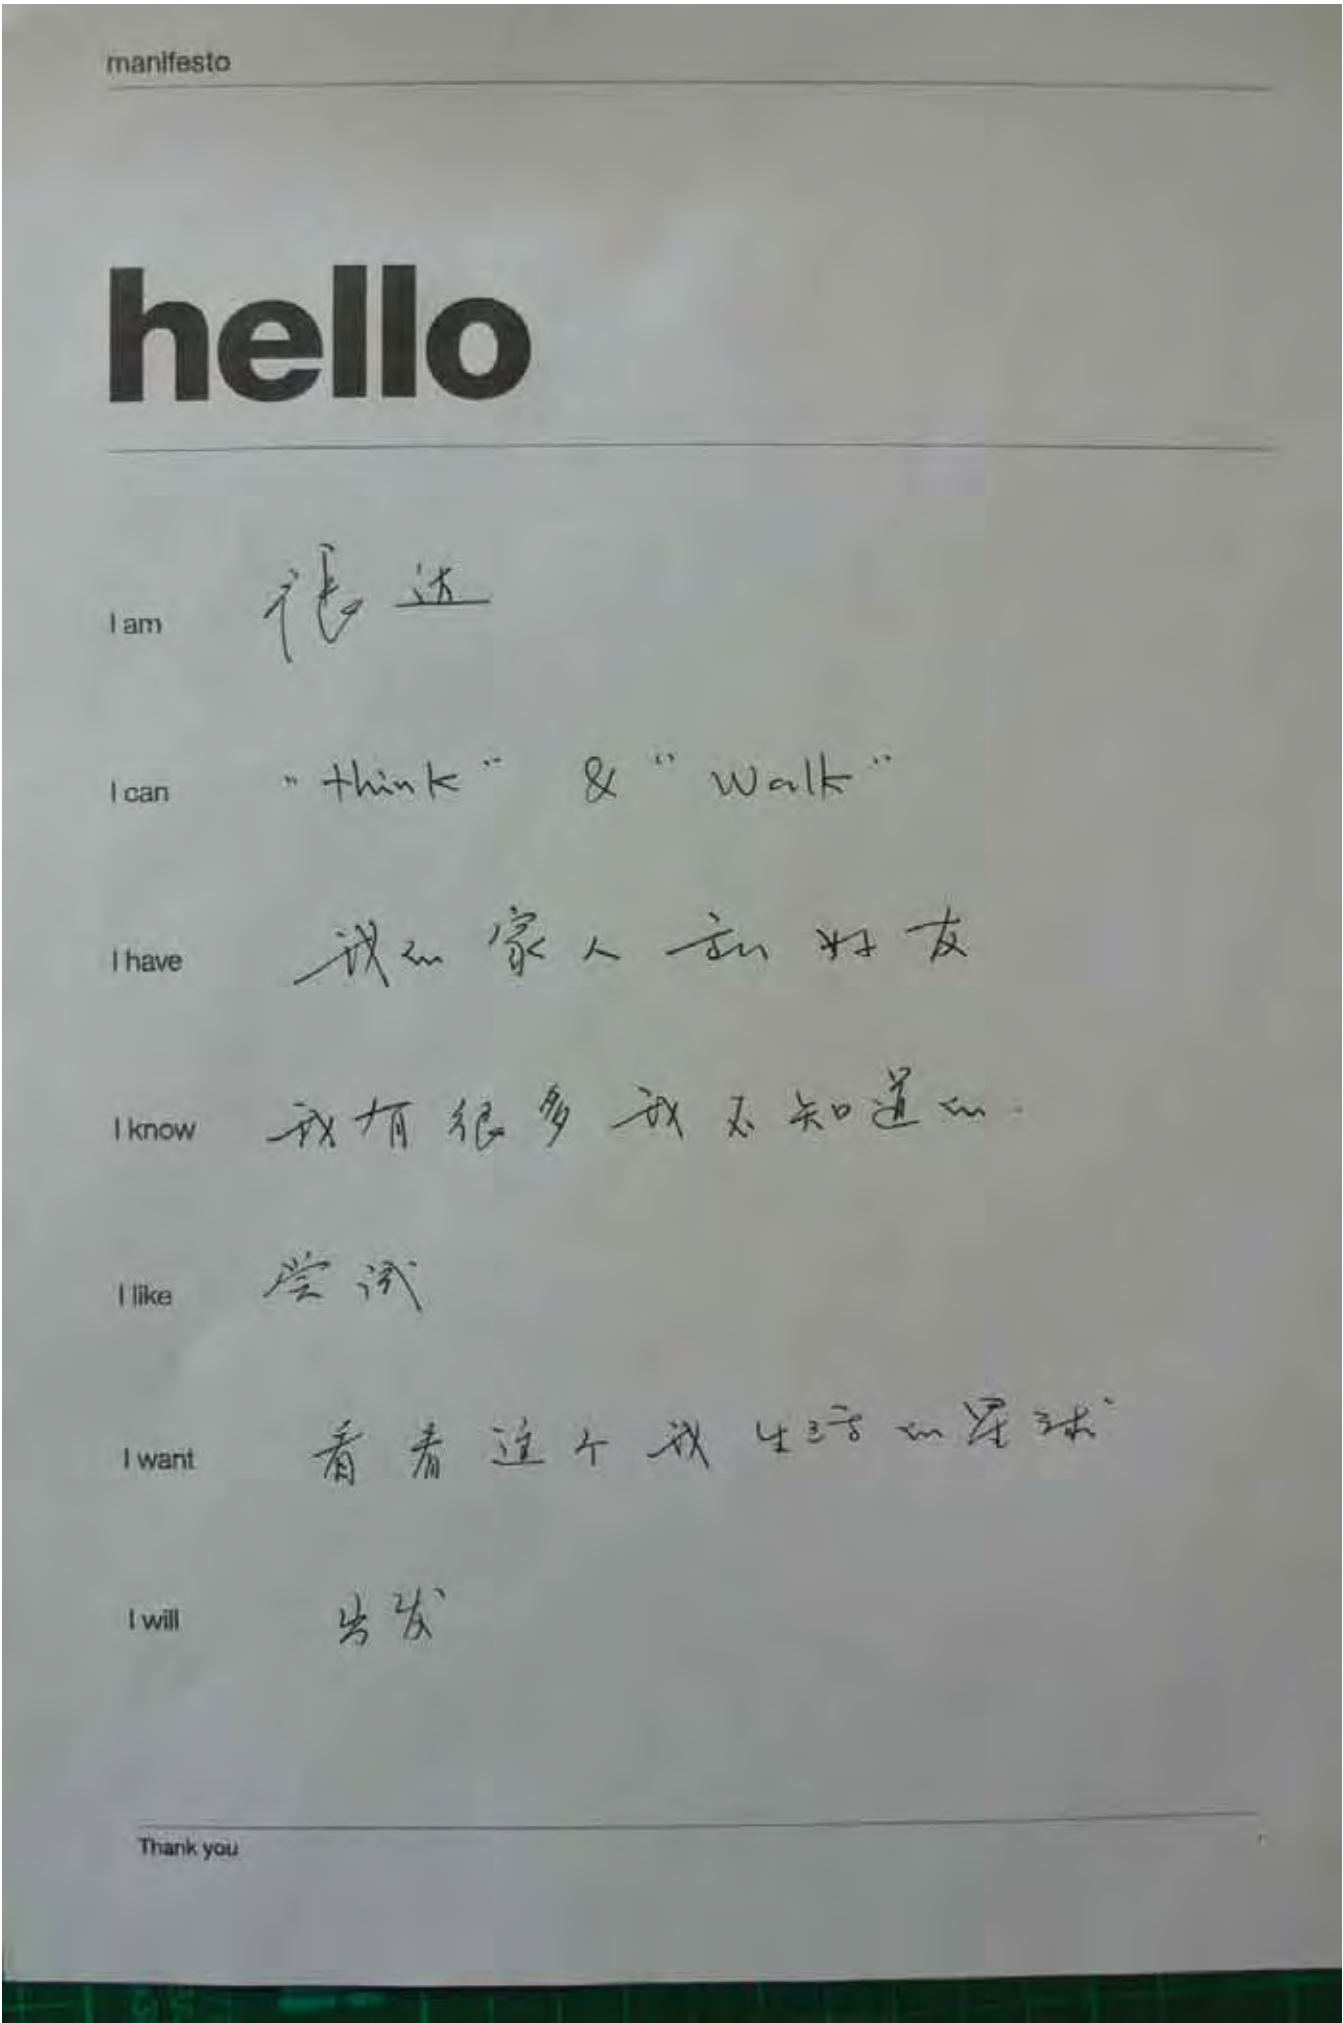 manifesto
hello
I am 張达
I can "think" & "Walk"
I have 我的家人和好友
I know 我有很多我不知道的.
I like 尝试
I want 看看这个我生活的星球
I will 出发
Thank you